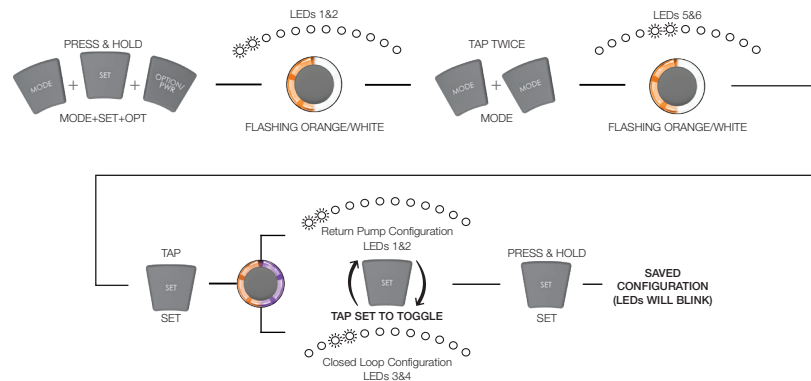 LEDs 1&2
LEDs 5&6
PRESS & HOLD
TAP TWICE
MODE
+
SET
+
OPTION/
PWR
MODE
+
MODE
MODE+SET+OPT
FLASHING ORANGE/WHITE
MODE
FLASHING ORANGE/WHITE
TAP
SET
SET
Return Pump Configuration
LEDs 1&2
SET
TAP SET TO TOGGLE
Closed Loop Configuration
LEDs 3&4
PRESS & HOLD
SET
SET
SAVED
CONFIGURATION
(LEDs WILL BLINK)